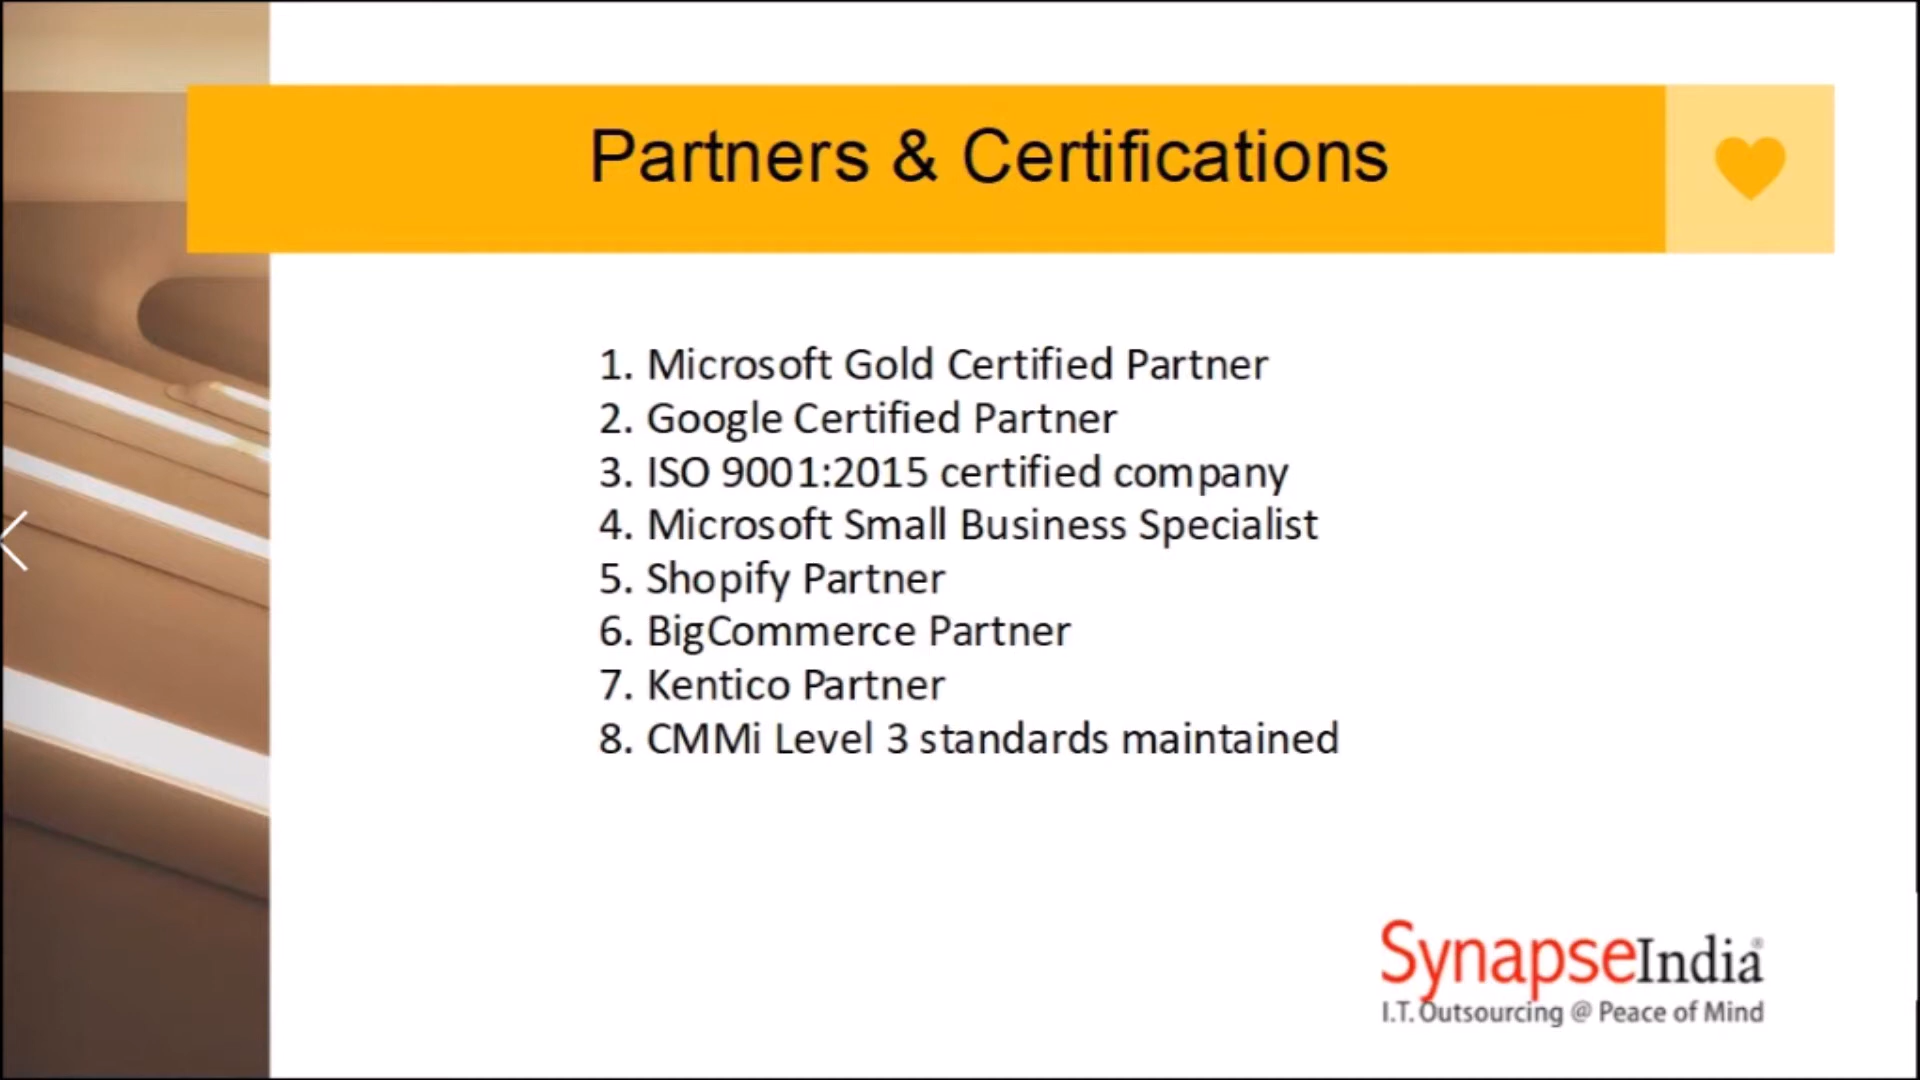 Partners & Certifications
1. Microsoft Gold Certified Partner
2. Google Certified Partner
3. ISO 9001:2015 certified company
4. Microsoft Small Business Specialist
5. Shopify Partner
6. BigCommerce Partner
7. Kentico Partner
8. CMMi Level 3 standards maintained
SynapseIndia®
I.T. Outsourcing @ Peace of Mind